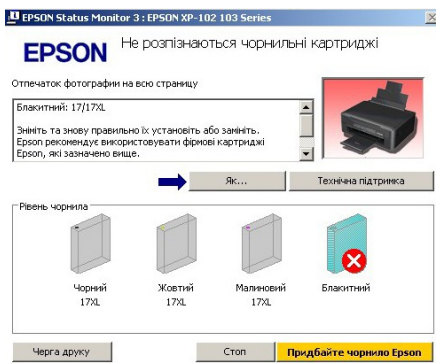 EPSON Status Monitor 3 : EPSON XP-102 103 Series
EPSON
Не розпізнаються чорнильні картриджі
Отпечаток фотографии на всю страницу
Блакитний: 17/17XL
Зніміть та знову правильно їх установіть або замініть.
Epson рекомендує використовувати фірмові картриджі
Epson, які зазначено вище.
Як...
Технічна підтримка
Рівень чорнила
Чорний
Жовтий
Малиновий
Блакитний
17XL
17XL
17XL
Черга друку
Стоп
Придбайте чорнило Epson